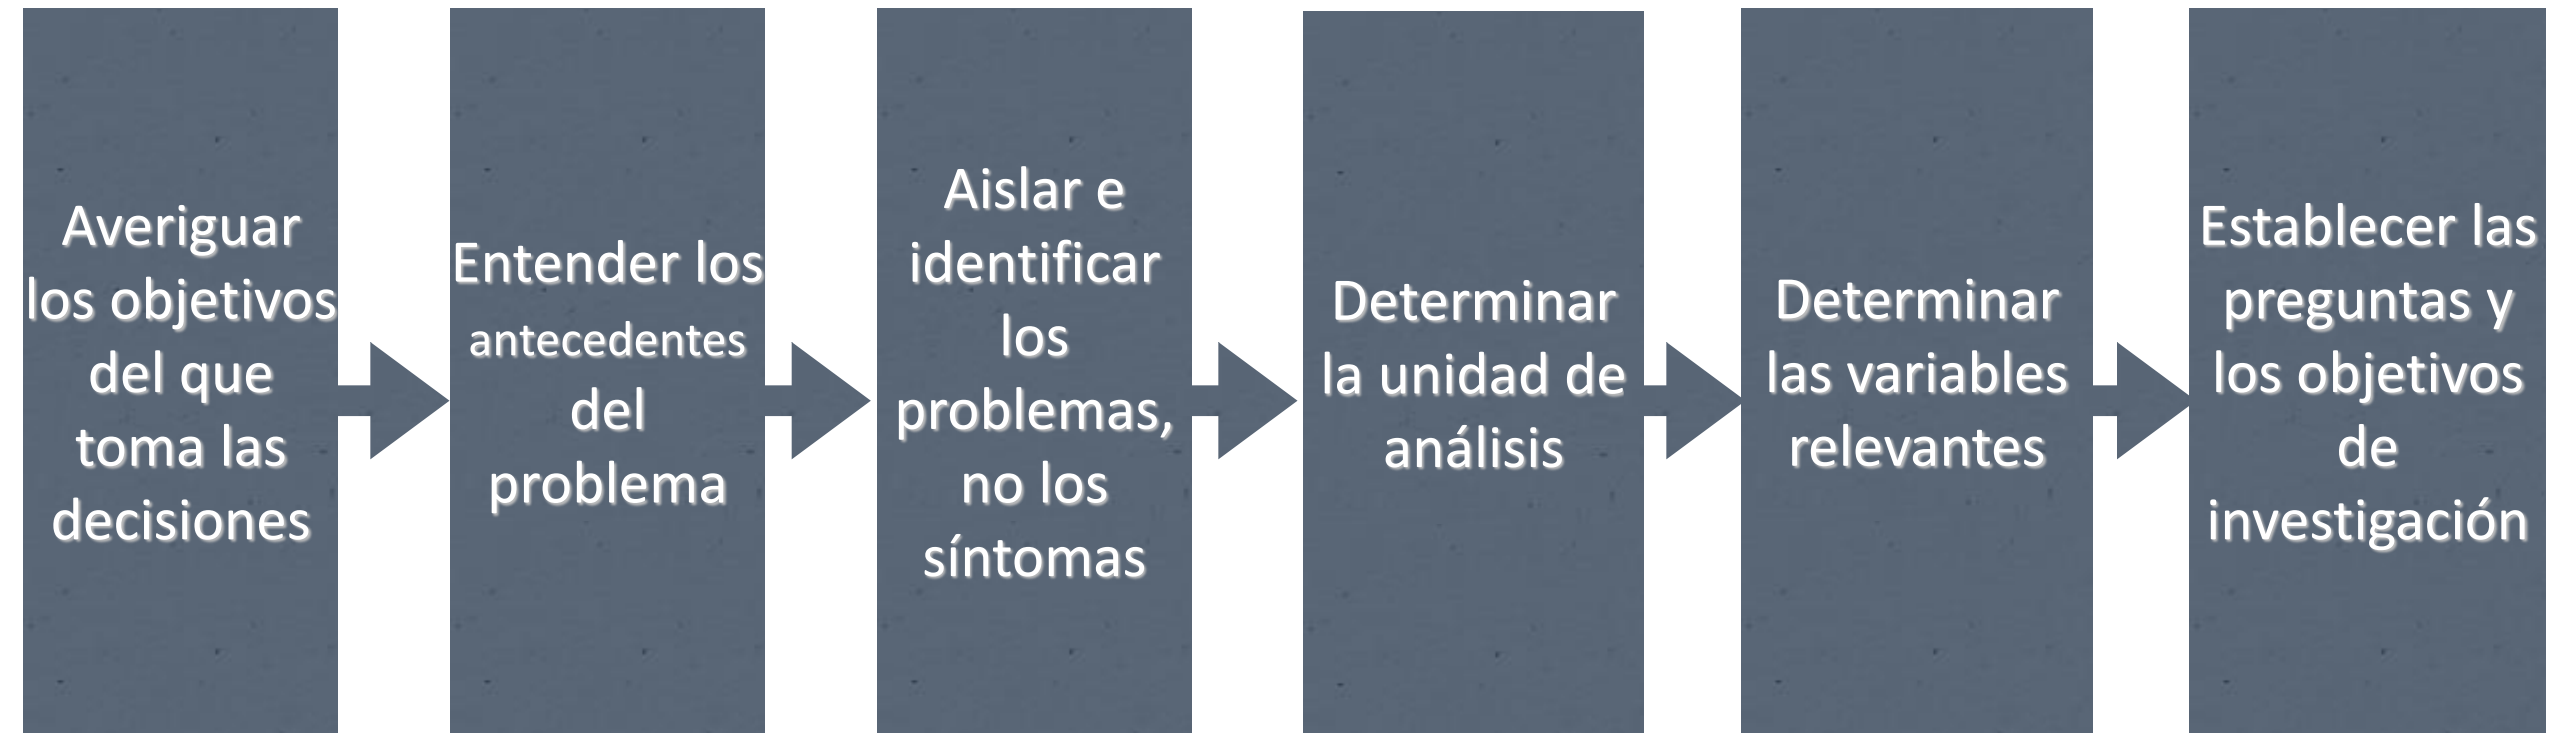 Averiguar
los objetivos
del que
toma las
decisiones
Entender los
antecedentes
del
problema
Aislar e
identificar
los
problemas,
no los
síntomas
Determinar
la unidad de
análisis
Determinar
las variables
relevantes
Establecer las
preguntas y
los objetivos
de
investigación